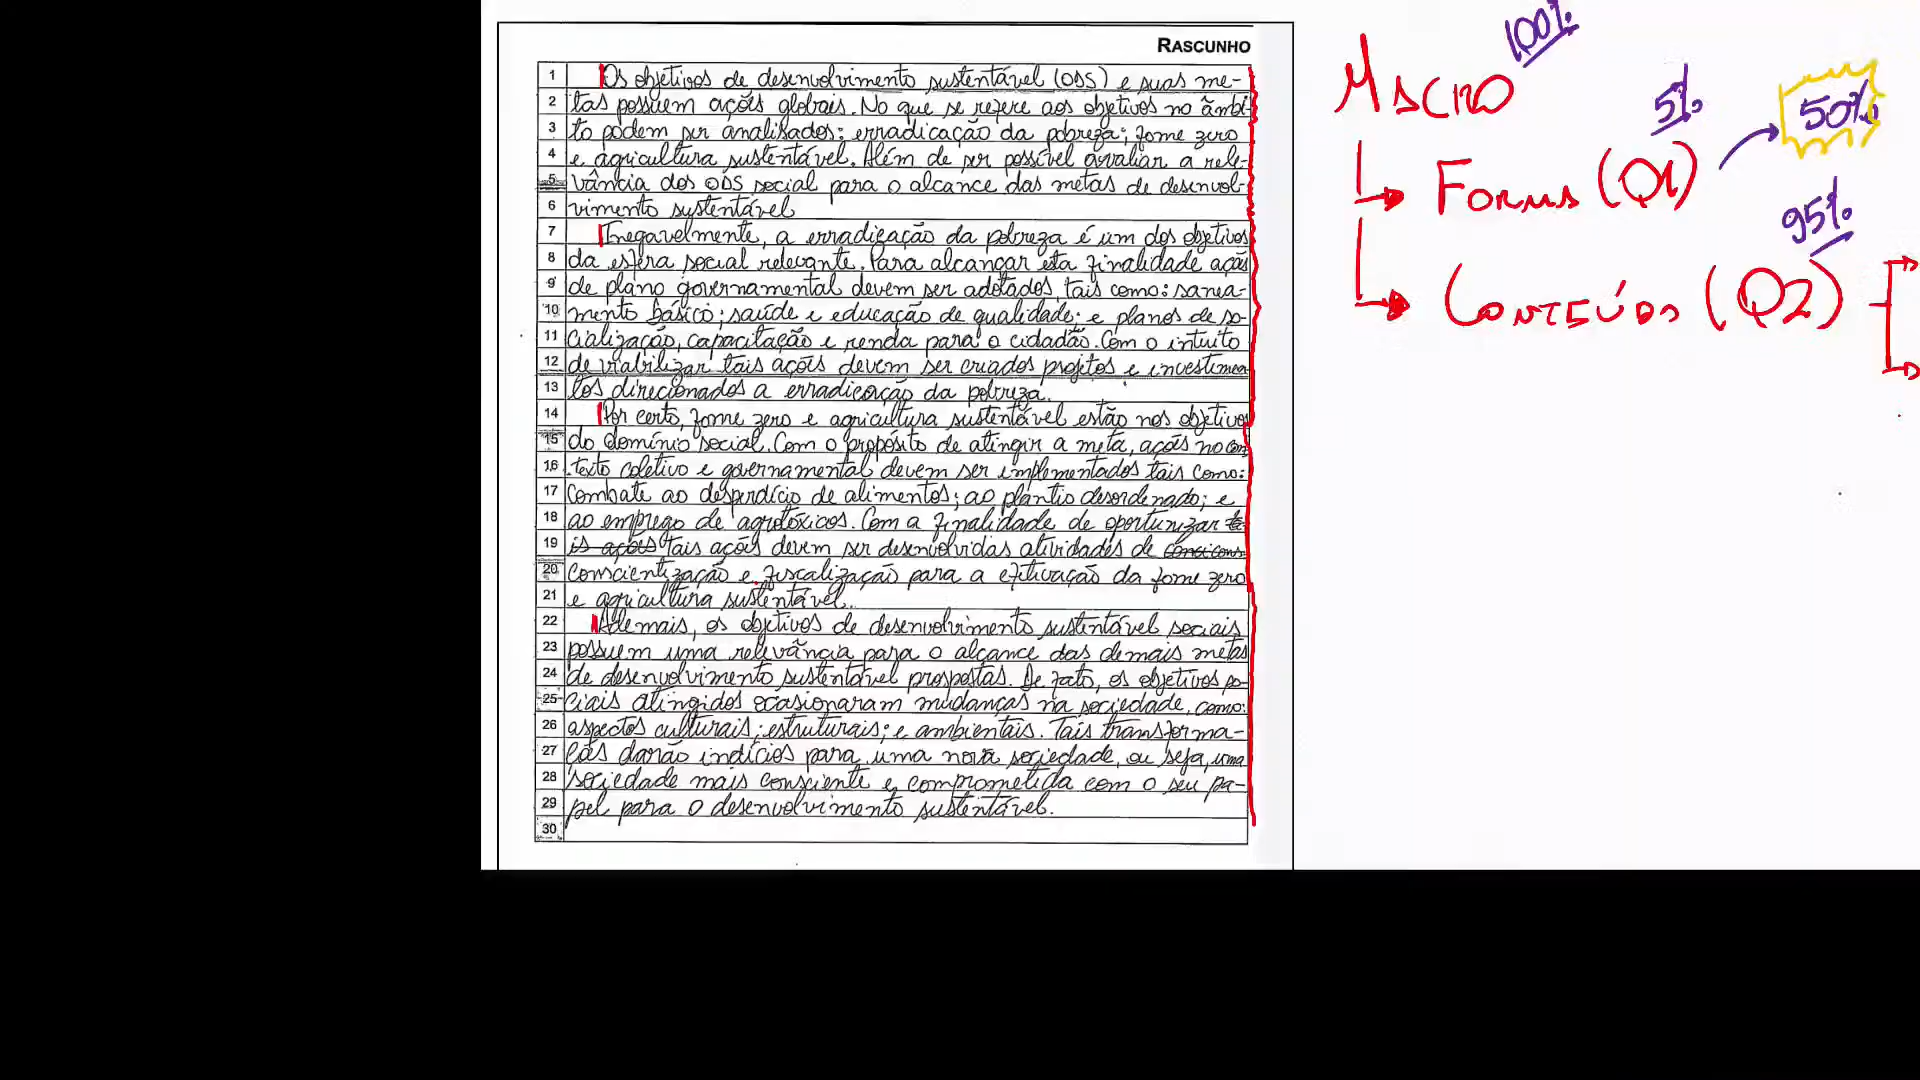 RASCUNHO
1 Os objetivos de desenvolvimento sustentável (ODS) e suas me-
2 tas possuem ações globais. No que se refere aos objetivos no âmbi-
3 to podem ser analisados: erradicação da pobreza; fome zero
4 e agricultura sustentável. Além de ser possível avaliar a rele-
5 vância dos ODS social para o alcance das metas de desenvol-
6 vimento sustentável
7 Inegavelmente, a erradicação da pobreza é um dos objetivos
8 da esfera social relevante. Para alcançar esta finalidade ação
9 de plano governamental devem ser adotados, tais como: sanea-
10 mento básico; saúde e educação de qualidade; e planos de so-
11 cialização, capacitação e renda para o cidadão. Com o intuito
12 de viabilizar tais ações devem ser criados projetos e investimen
13 tos direcionados a erradicação da pobreza.
14 Por certo, fome zero e agricultura sustentável estão nos objetivos
15 do domínio social. Com o propósito de atingir a meta, ações no con
16 texto coletivo e governamental devem ser implementados tais como:
17 Combate ao desperdício de alimentos; ao plantio desordenado; e
18 ao emprego de agrotóxicos. Com a finalidade de oportunizar ta-
19 is ações tais ações devem ser desenvolvidas atividades de
20 conscientização e fiscalização para a efetivação da fome zero
21 e agricultura sustentável.
22 Ademais, os objetivos de desenvolvimento sustentável sociais
23 possuem uma relevância para o alcance das demais metas
24 de desenvolvimento sustentável propostas. De fato, os objetivos so-
25 ciais atingidos ocasionaram mudanças na sociedade, como:
26 aspectos culturais; estruturais; e ambientais. Tais transforma-
27 ções darão indícios para uma nova sociedade, ou seja, uma
28 sociedade mais consciente e comprometida com o seu pa-
29 pel para o desenvolvimento sustentável.
30
MACRO 100%
FORMA (Q1) 5% 50%
CONTEÚDO (Q2) 95%